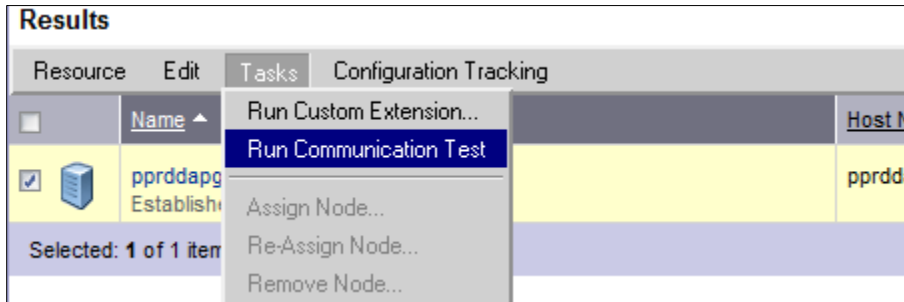 Results
Resource Edit Tasks Configuration Tracking
Run Custom Extension...
Name Host
Run Communication Test
pprddapg pprdd
Assign Node...
Selected: 1 of 1 item
Re-Assign Node...
Remove Node...